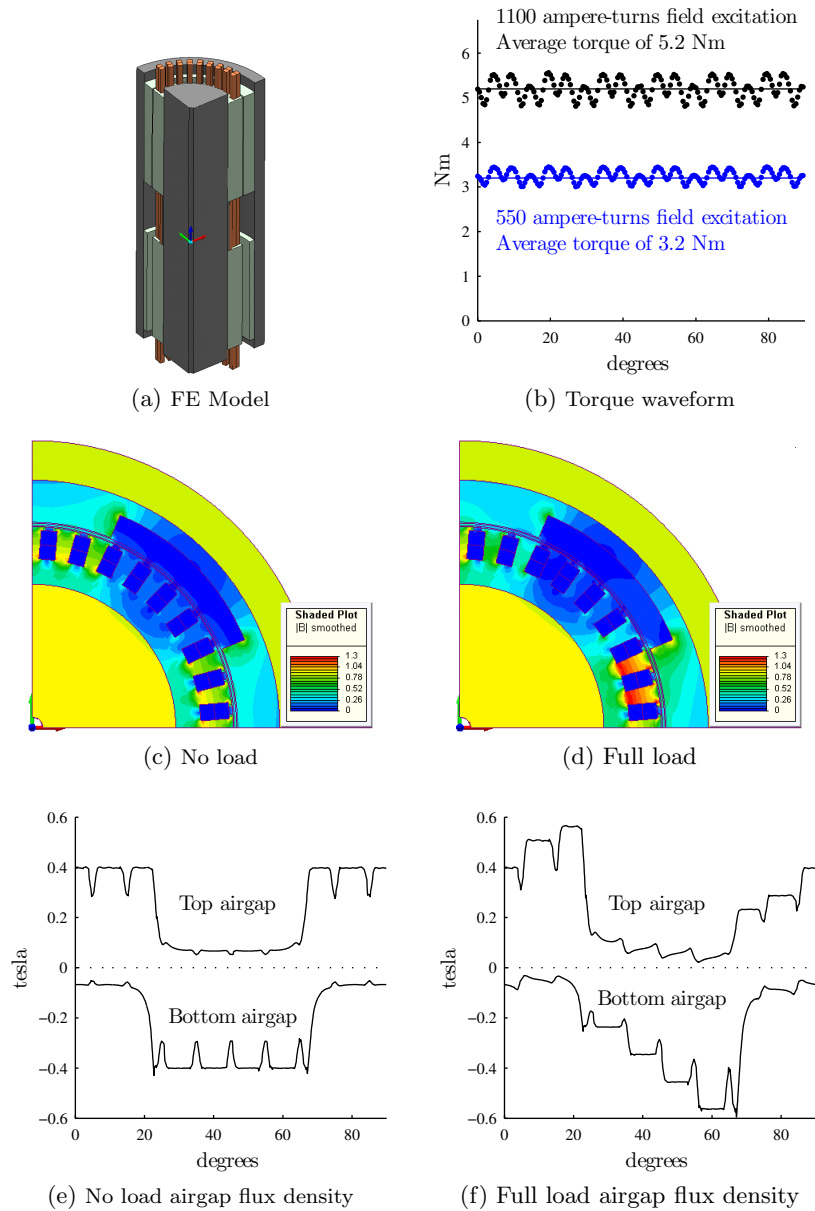 1100 ampere-turns field excitation
Average torque of 5.2 Nm
6
5
4
3
2
1
0
Nm
550 ampere-turns field excitation
Average torque of 3.2 Nm
0 20 40 60 80
degrees
(a) FE Model
(b) Torque waveform
Shaded Plot
|B| smoothed
1.3
1.04
0.78
0.52
0.26
0
Shaded Plot
|B| smoothed
1.3
1.04
0.78
0.52
0.26
0
(c) No load
(d) Full load
0.6
0.4
0.2
0
−0.2
−0.4
−0.6
tesla
Top airgap
Bottom airgap
0 20 40 60 80
degrees
0.6
0.4
0.2
0
−0.2
−0.4
−0.6
tesla
Top airgap
Bottom airgap
0 20 40 60 80
degrees
(e) No load airgap flux density
(f) Full load airgap flux density